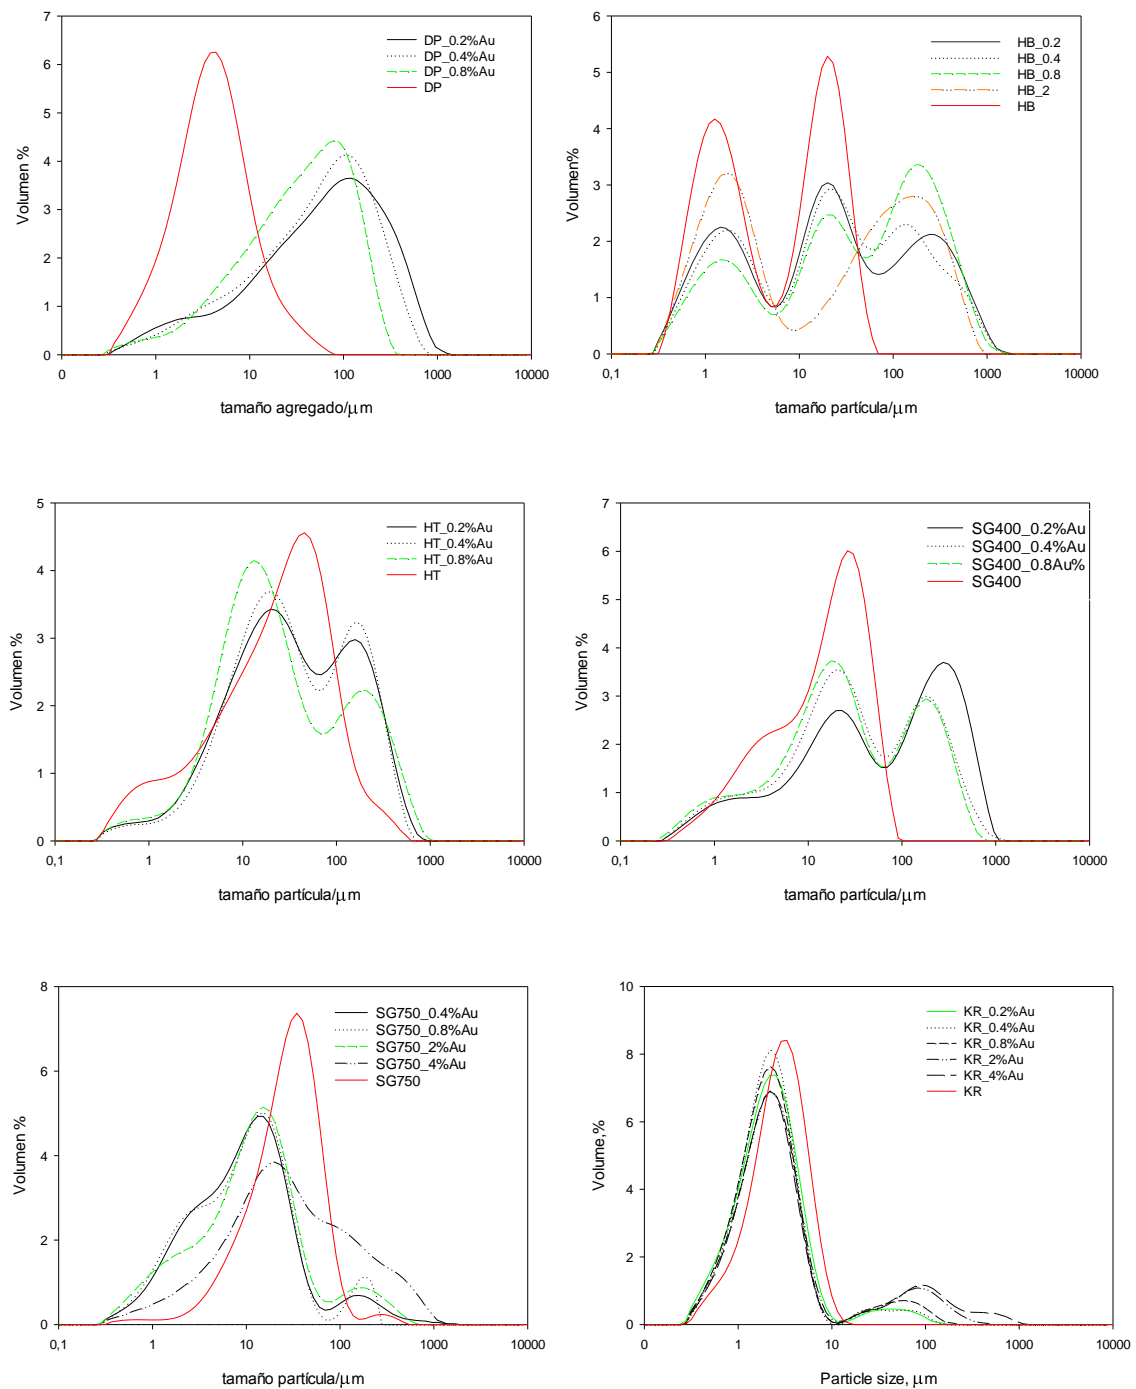 7
6
5
4
3
2
1
0
Volumen %
DP_0.2%Au
DP_0.4%Au
DP_0.8%Au
DP
0 1 10 100 1000 10000
tamaño agregado/μm
6
5
4
3
2
1
0
Volumen%
HB_0.2
HB_0.4
HB_0.8
HB_2
HB
0,1 1 10 100 1000 10000
tamaño partícula/μm
5
4
3
2
1
0
Volumen %
HT_0.2%Au
HT_0.4%Au
HT_0.8%Au
HT
0,1 1 10 100 1000 10000
tamaño partícula/μm
7
6
5
4
3
2
1
0
Volumen %
SG400_0.2%Au
SG400_0.4%Au
SG400_0.8Au%
SG400
0,1 1 10 100 1000 10000
tamaño partícula/μm
8
6
4
2
0
Volumen %
SG750_0.4%Au
SG750_0.8%Au
SG750_2%Au
SG750_4%Au
SG750
0,1 1 10 100 1000 10000
tamaño partícula/μm
10
8
6
4
2
0
Volume,%
KR_0.2%Au
KR_0.4%Au
KR_0.8%Au
KR_2%Au
KR_4%Au
KR
0 1 10 100 1000 10000
Particle size, μm